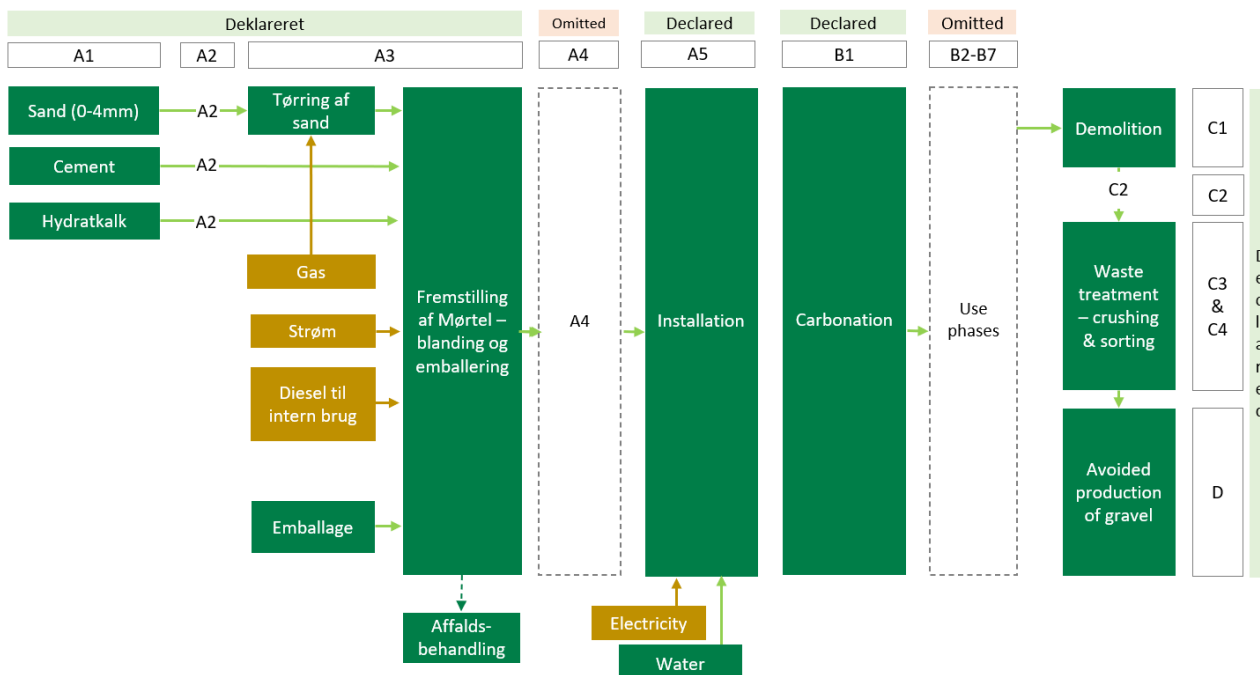 Deklareret
Omitted
Declared
Declared
Omitted
A1
A2
A3
A4
A5
B1
B2-B7
Sand (0-4mm)
A2
Tørring af
sand
Cement
A2
Hydratkalk
A2
Gas
Strøm
Diesel til
intern brug
Emballage
Fremstilling
af Mørtel –
blanding og
emballering
Affalds-
behandling
A4
Installation
Electricity
Water
Carbonation
Use
phases
Demolition
C1
C2
C2
Waste
treatment
– crushing
& sorting
C3
&
C4
Avoided
production
of gravel
D